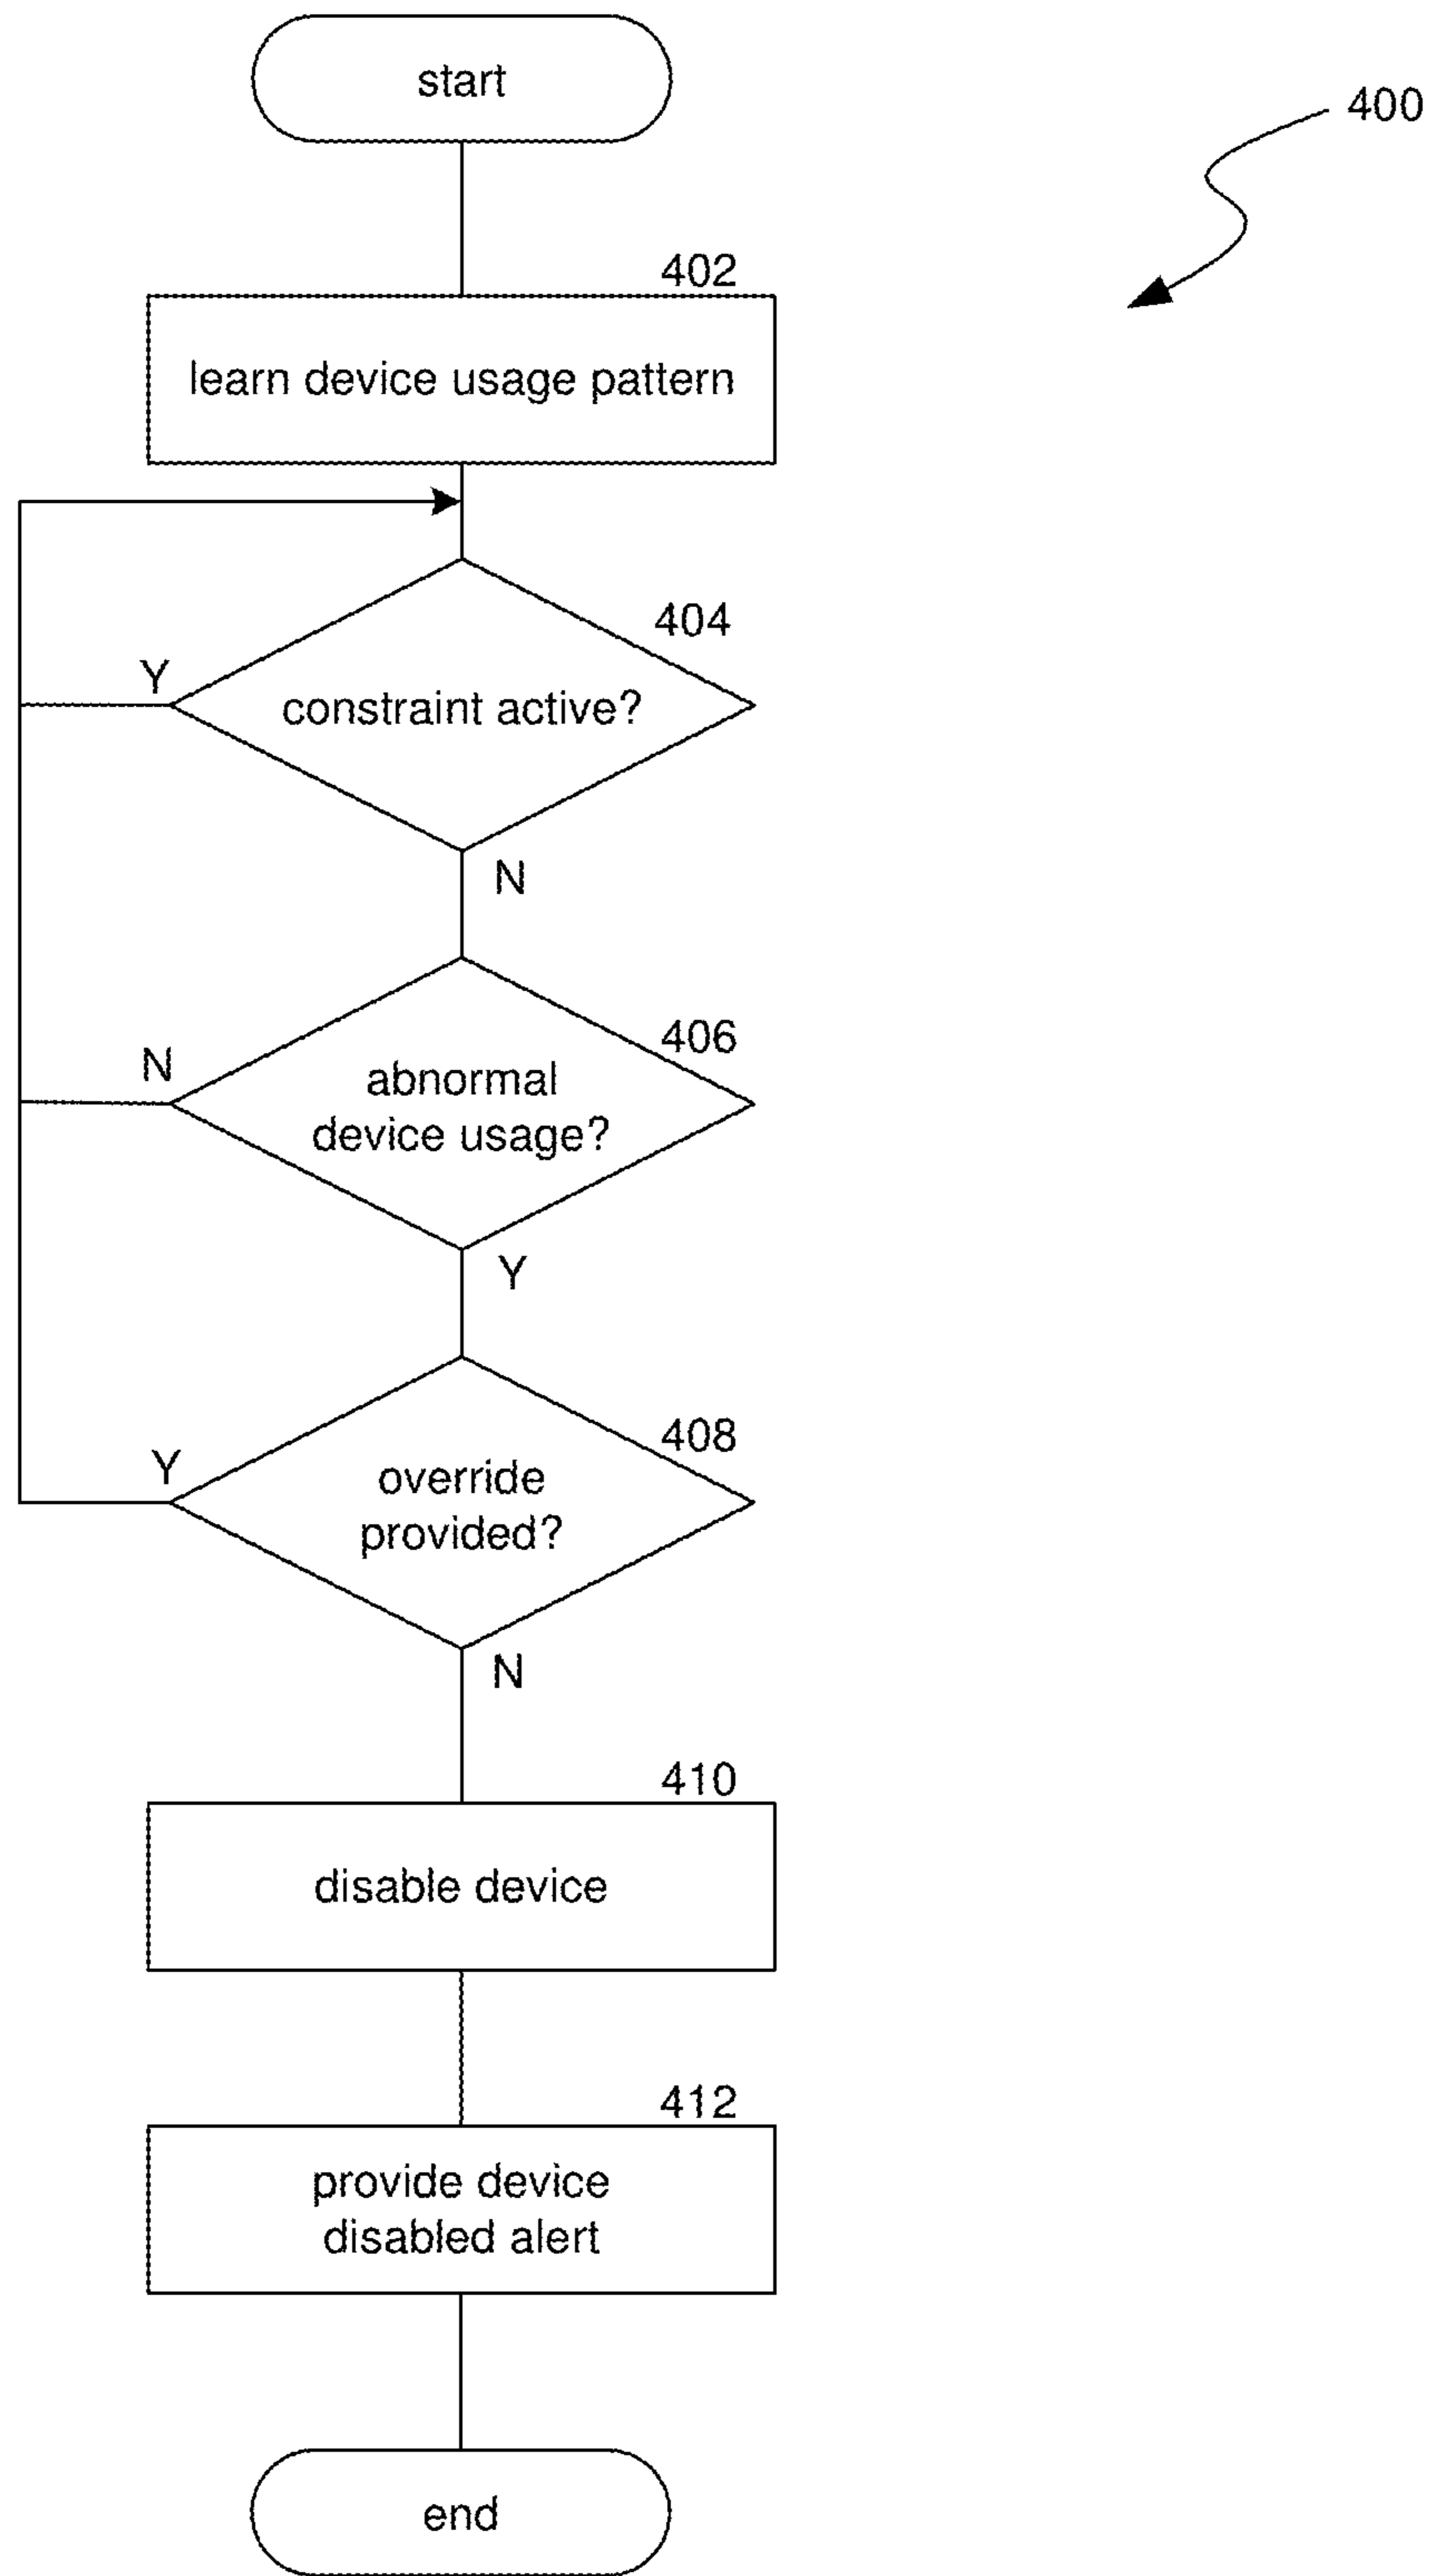 start
400
402
learn device usage pattern
404
Y
constraint active?
N
406
N
abnormal
device usage?
Y
408
Y
override
provided?
N
410
disable device
412
provide device
disabled alert
end